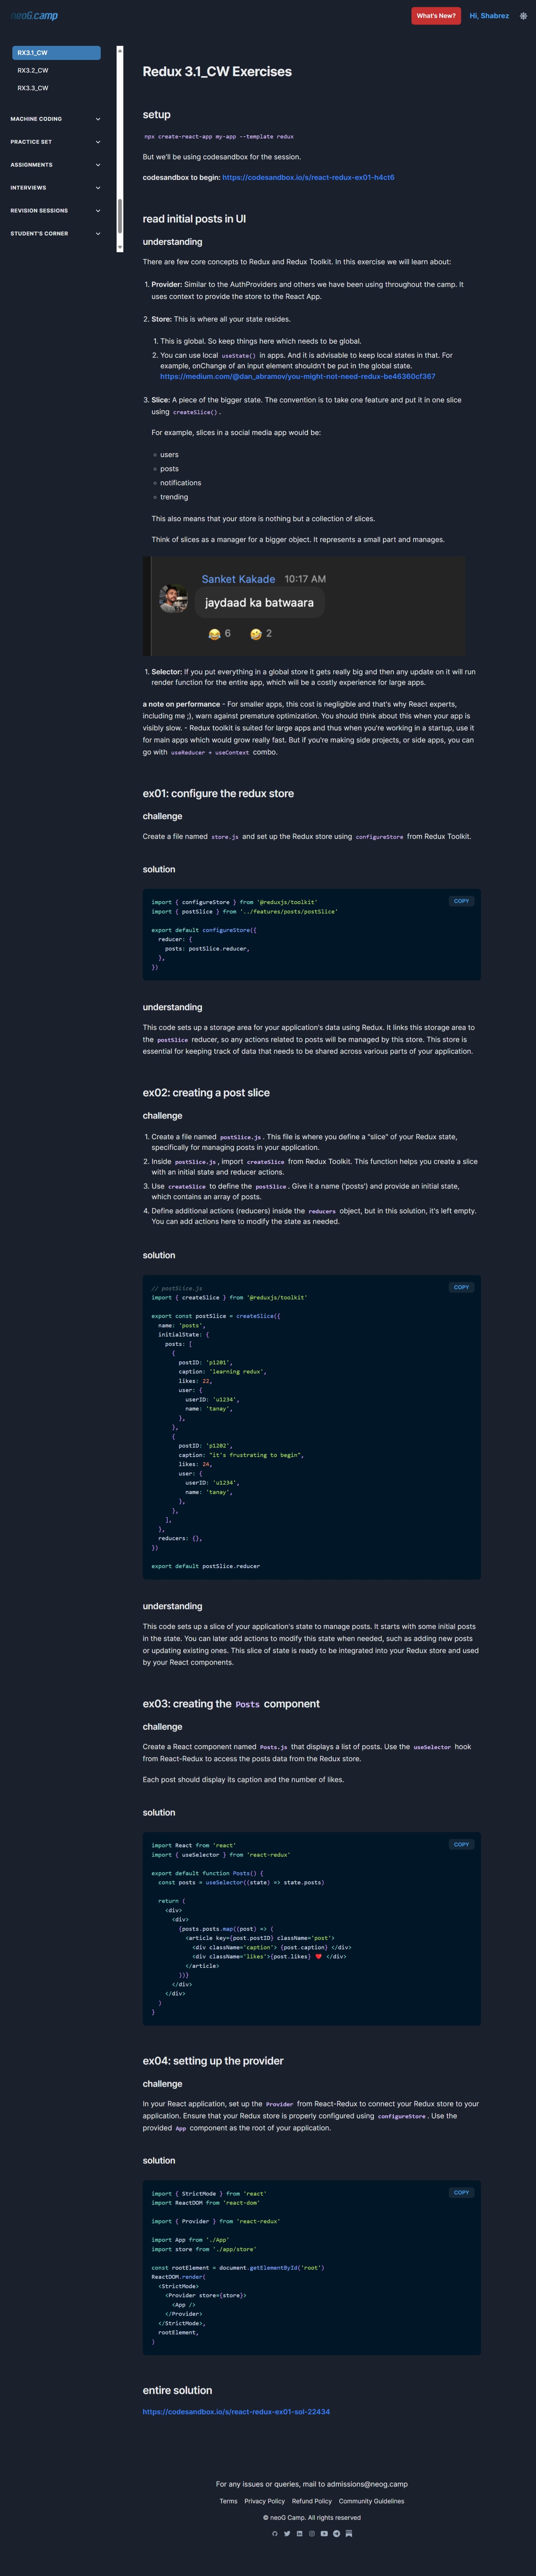 neoG.camp
What's New?
Hi, Shabrez
RX3.1_CW
RX3.2_CW
RX3.3_CW
MACHINE CODING
PRACTICE SET
ASSIGNMENTS
INTERVIEWS
REVISION SESSIONS
STUDENT'S CORNER
Redux 3.1_CW Exercises
setup
npx create-react-app my-app --template redux
But we'll be using codesandbox for the session.
codesandbox to begin: https://codesandbox.io/s/react-redux-ex01-h4ct6
read initial posts in UI
understanding
There are few core concepts to Redux and Redux Toolkit. In this exercise we will learn about:
1. Provider: Similar to the AuthProviders and others we have been using throughout the camp. It
uses context to provide the store to the React App.
2. Store: This is where all your state resides.
1. This is global. So keep things here which needs to be global.
2. You can use local useState() in apps. And it is advisable to keep local states in that. For
example, onChange of an input element shouldn't be put in the global state.
https://medium.com/@dan_abramov/you-might-not-need-redux-be46360cf367
3. Slice: A piece of the bigger state. The convention is to take one feature and put it in one slice
using createSlice() .
For example, slices in a social media app would be:
users
posts
notifications
trending
This also means that your store is nothing but a collection of slices.
Think of slices as a manager for a bigger object. It represents a small part and manages.
Sanket Kakade 10:17 AM
jaydaad ka batwaara
😂 6 🤣 2
1. Selector: If you put everything in a global store it gets really big and then any update on it will run
render function for the entire app, which will be a costly experience for large apps.
a note on performance - For smaller apps, this cost is negligible and that's why React experts,
including me ;), warn against premature optimization. You should think about this when your app is
visibly slow. - Redux toolkit is suited for large apps and thus when you're working in a startup, use it
for main apps which would grow really fast. But if you're making side projects, or side apps, you can
go with useReducer + useContext combo.
ex01: configure the redux store
challenge
Create a file named store.js and set up the Redux store using configureStore from Redux Toolkit.
solution
COPY
import { configureStore } from '@reduxjs/toolkit'
import { postSlice } from '../features/posts/postSlice'
export default configureStore({
reducer: {
posts: postSlice.reducer,
},
})
understanding
This code sets up a storage area for your application's data using Redux. It links this storage area to
the postSlice reducer, so any actions related to posts will be managed by this store. This store is
essential for keeping track of data that needs to be shared across various parts of your application.
ex02: creating a post slice
challenge
1. Create a file named postSlice.js . This file is where you define a "slice" of your Redux state,
specifically for managing posts in your application.
2. Inside postSlice.js , import createSlice from Redux Toolkit. This function helps you create a slice
with an initial state and reducer actions.
3. Use createSlice to define the postSlice . Give it a name ('posts') and provide an initial state,
which contains an array of posts.
4. Define additional actions (reducers) inside the reducers object, but in this solution, it's left empty.
You can add actions here to modify the state as needed.
solution
COPY
// postSlice.js
import { createSlice } from '@reduxjs/toolkit'
export const postSlice = createSlice({
name: 'posts',
initialState: {
posts: [
{
postID: 'p1201',
caption: 'learning redux',
likes: 22,
user: {
userID: 'u1234',
name: 'tanay',
},
},
{
postID: 'p1202',
caption: "it's frustrating to begin",
likes: 24,
user: {
userID: 'u1234',
name: 'tanay',
},
},
],
},
reducers: {},
})
export default postSlice.reducer
understanding
This code sets up a slice of your application's state to manage posts. It starts with some initial posts
in the state. You can later add actions to modify this state when needed, such as adding new posts
or updating existing ones. This slice of state is ready to be integrated into your Redux store and used
by your React components.
ex03: creating the Posts component
challenge
Create a React component named Posts.js that displays a list of posts. Use the useSelector hook
from React-Redux to access the posts data from the Redux store.
Each post should display its caption and the number of likes.
solution
COPY
import React from 'react'
import { useSelector } from 'react-redux'
export default function Posts() {
const posts = useSelector((state) => state.posts)
return (
<div>
<div>
{posts.posts.map((post) => (
<article key={post.postID} className='post'>
<div className='caption'> {post.caption} </div>
<div className='likes'>{post.likes} ❤️ </div>
</article>
))}
</div>
</div>
)
}
ex04: setting up the provider
challenge
In your React application, set up the Provider from React-Redux to connect your Redux store to your
application. Ensure that your Redux store is properly configured using configureStore . Use the
provided App component as the root of your application.
solution
COPY
import { StrictMode } from 'react'
import ReactDOM from 'react-dom'
import { Provider } from 'react-redux'
import App from './App'
import store from './app/store'
const rootElement = document.getElementById('root')
ReactDOM.render(
<StrictMode>
<Provider store={store}>
<App />
</Provider>
</StrictMode>,
rootElement,
)
entire solution
https://codesandbox.io/s/react-redux-ex01-sol-22434
For any issues or queries, mail to admissions@neog.camp
Terms Privacy Policy Refund Policy Community Guidelines
© neoG Camp. All rights reserved